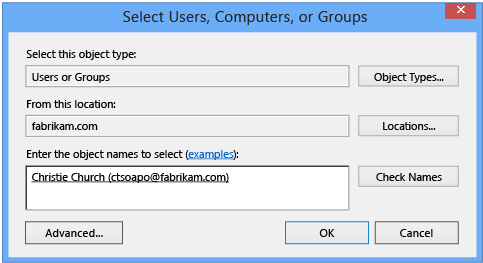 Select Users, Computers, or Groups
Select this object type:
Users or Groups
Object Types...
From this location:
fabrikam.com
Locations...
Enter the object names to select (examples):
Christie Church (ctsoapo@fabrikam.com)
Check Names
Advanced...
OK
Cancel